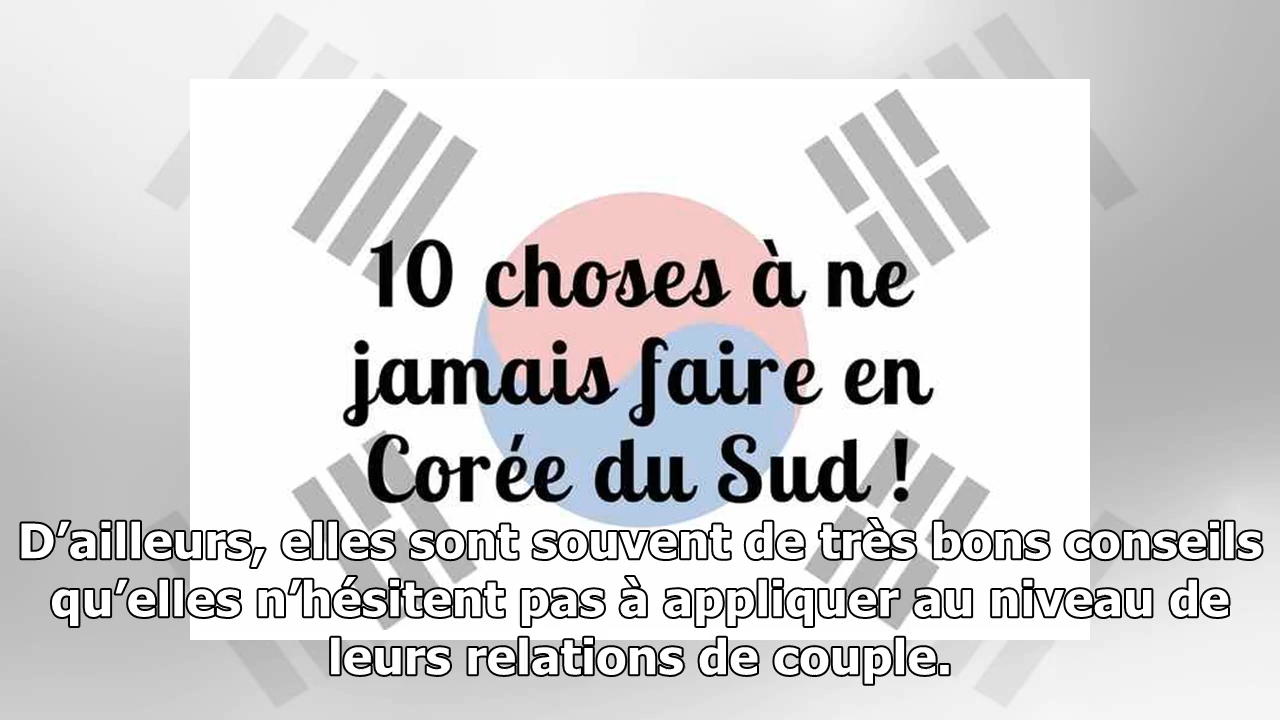 10 choses à ne
jamais faire en
Corée du Sud !
D’ailleurs, elles sont souvent de très bons conseils
qu’elles n’hésitent pas à appliquer au niveau de
leurs relations de couple.